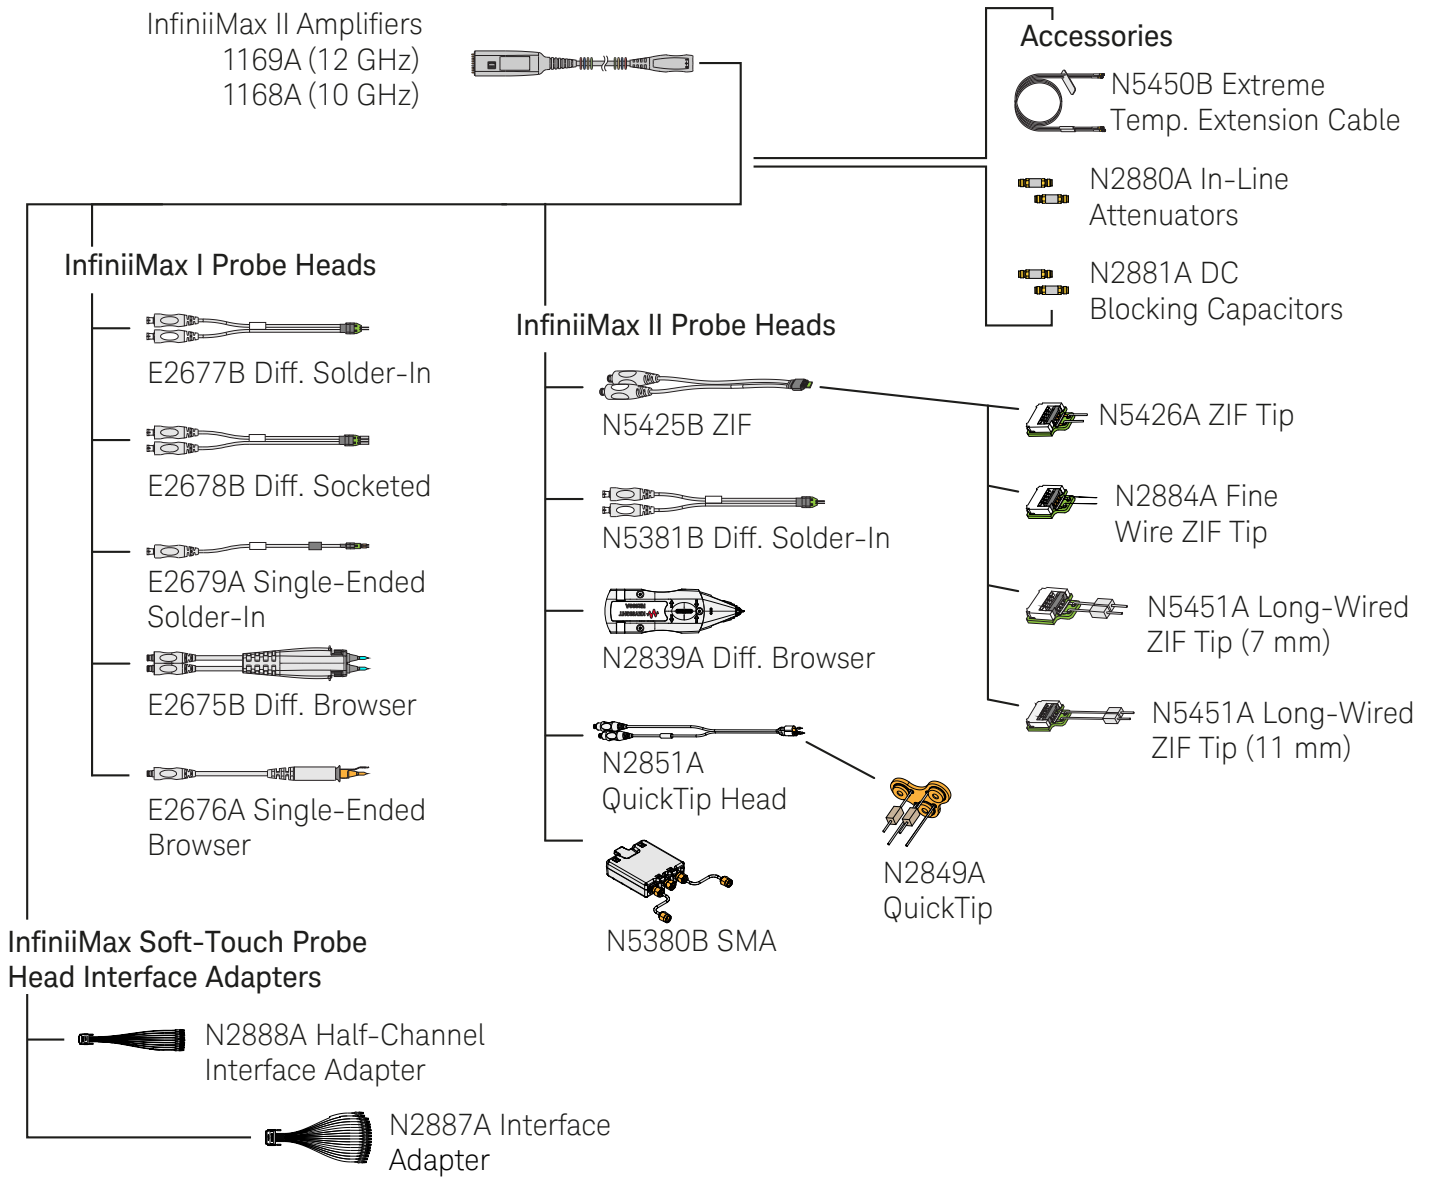 InfiniiMax II Amplifiers
1169A (12 GHz)
1168A (10 GHz)
Accessories
N5450B Extreme
Temp. Extension Cable
N2880A In-Line
Attenuators
N2881A DC
Blocking Capacitors
InfiniiMax I Probe Heads
E2677B Diff. Solder-In
E2678B Diff. Socketed
E2679A Single-Ended
Solder-In
E2675B Diff. Browser
E2676A Single-Ended
Browser
InfiniiMax II Probe Heads
N5425B ZIF
N5381B Diff. Solder-In
N2839A Diff. Browser
N2851A
QuickTip Head
N5380B SMA
N5426A ZIF Tip
N2884A Fine
Wire ZIF Tip
N5451A Long-Wired
ZIF Tip (7 mm)
N5451A Long-Wired
ZIF Tip (11 mm)
N2849A
QuickTip
InfiniiMax Soft-Touch Probe
Head Interface Adapters
N2888A Half-Channel
Interface Adapter
N2887A Interface
Adapter